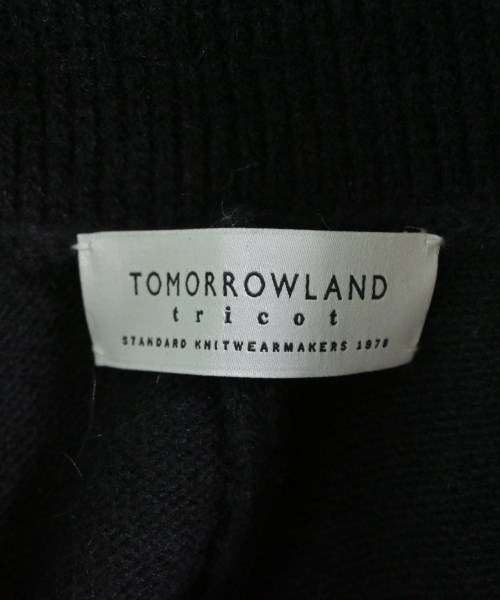 TOMORROWLAND
tricot
STANDARD KNITWEARMAKERS 1978